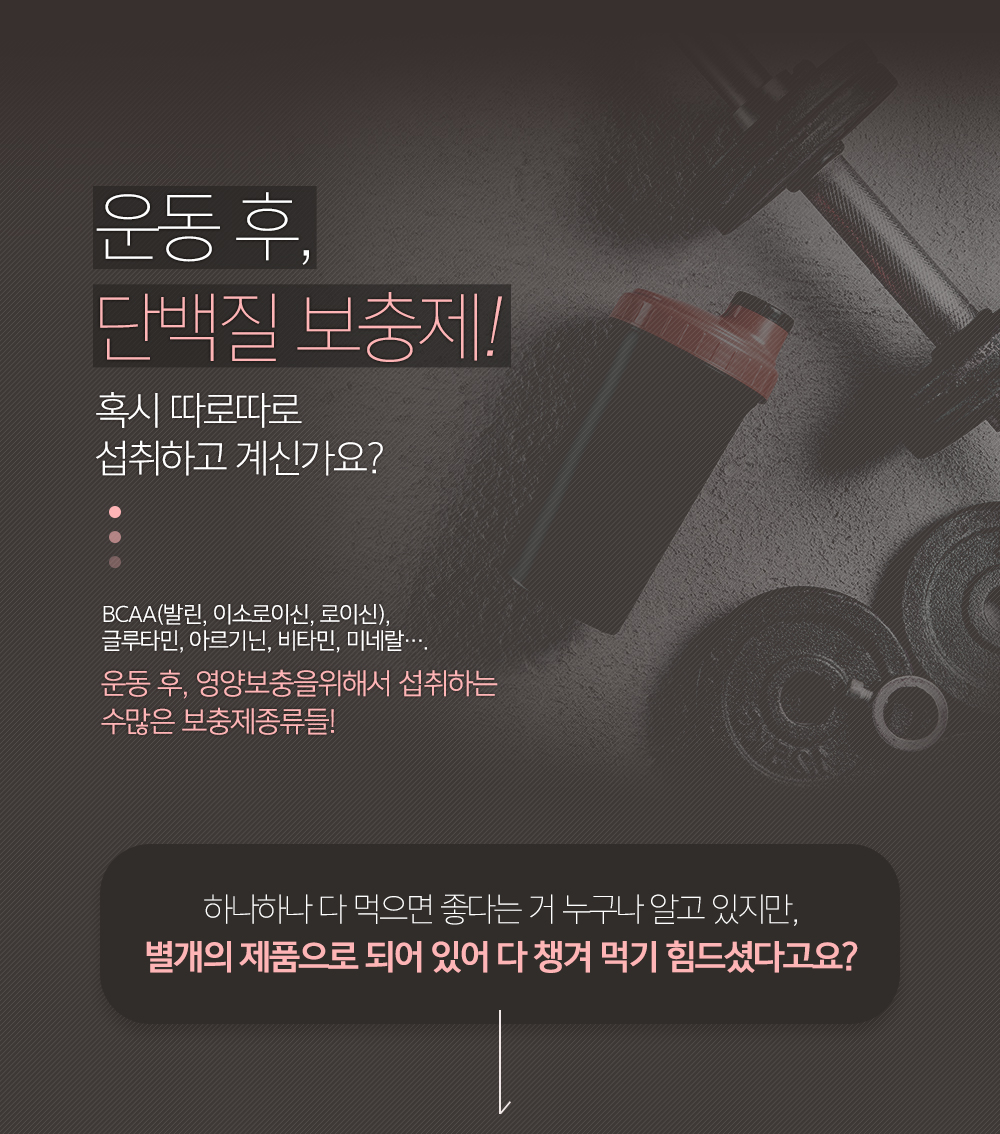 운동 후,
단백질 보충제!
혹시 따로따로
섭취하고 계신가요?
BCAA(발린, 이소로이신, 로이신),
글루타민, 아르기닌, 비타민, 미네랄….
운동 후, 영양보충을위해서 섭취하는
수많은 보충제종류들!
하나하나 다 먹으면 좋다는 거 누구나 알고 있지만,
별개의 제품으로 되어 있어 다 챙겨 먹기 힘드셨다고요?